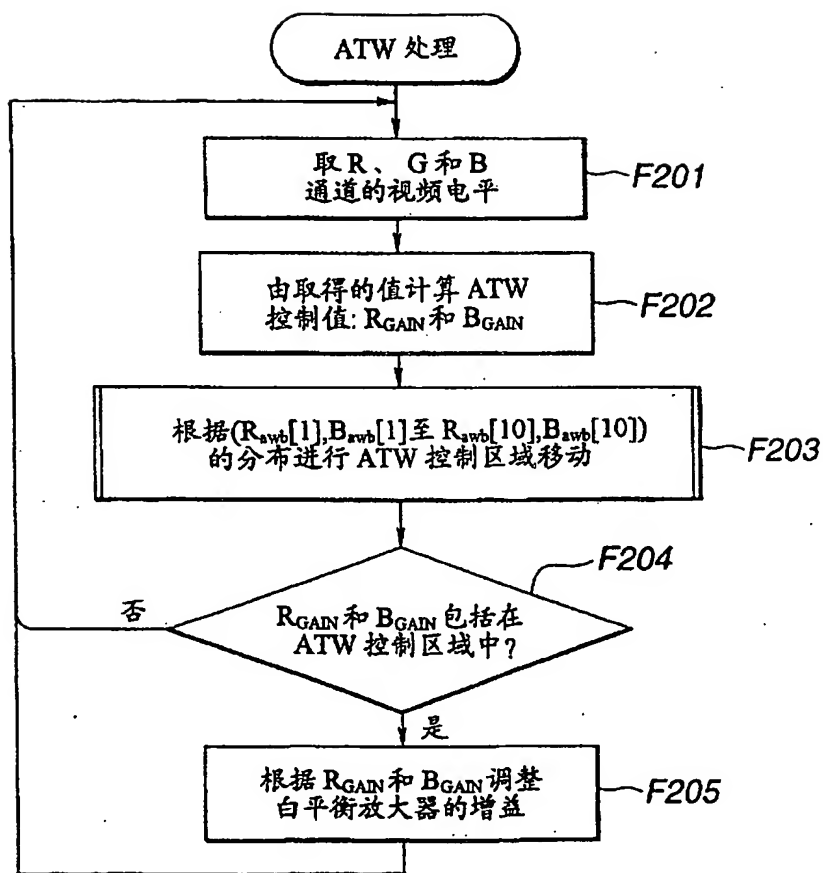 ATW 处理
取 R、 G 和 B
通道的视频电平
F201
由取得的值计算 ATW
控制值: RGAIN 和 BGAIN
F202
根据(Rawb[1],Bawb[1]至 Rawb[10],Bawb[10])
的分布进行 ATW 控制区域移动
F203
F204
否
RGAIN 和 BGAIN 包括在
ATW 控制区域中?
是
根据 RGAIN 和 BGAIN 调整
白平衡放大器的增益
F205